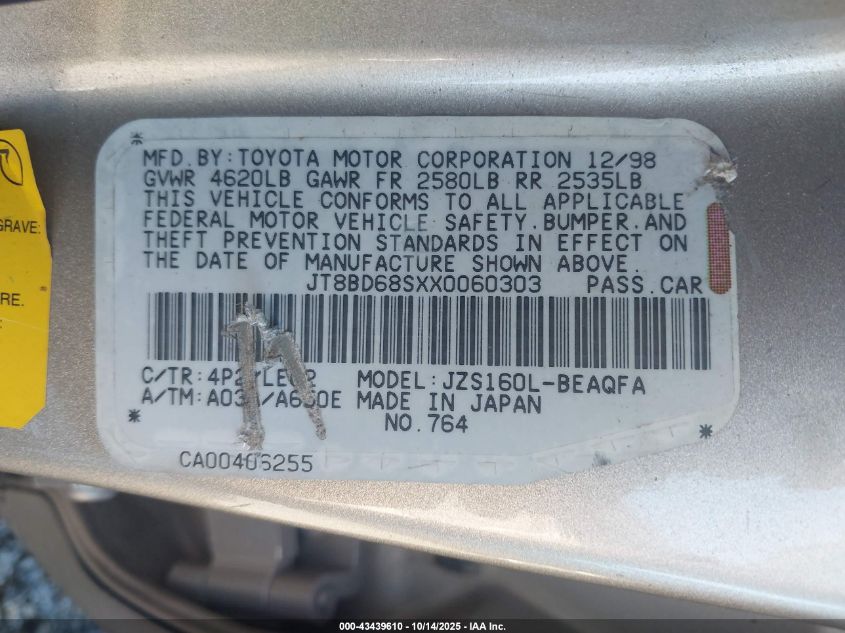 MFD.BY:TOYOTA MOTOR CORPORATION 12/98
GVWR 4620LB GAWR FR 2580LB RR 2535LB
THIS VEHICLE CONFORMS TO ALL APPLICABLE
FEDERAL MOTOR VEHICLE SAFETY.BUMPER.AND
THEFT PREVENTION STANDARDS IN EFFECT ON
THE DATE OF MANUFACTURE SHOWN ABOVE.
JT8BD68SXX0060303 PASS.CAR
C/TR: MODEL:JZS160L-BEAQFA
A/TM: MADE IN JAPAN
NO.764
CA00406255
GRAVE:
RE.
000-43439610 - 10/14/2025 - IAA Inc.